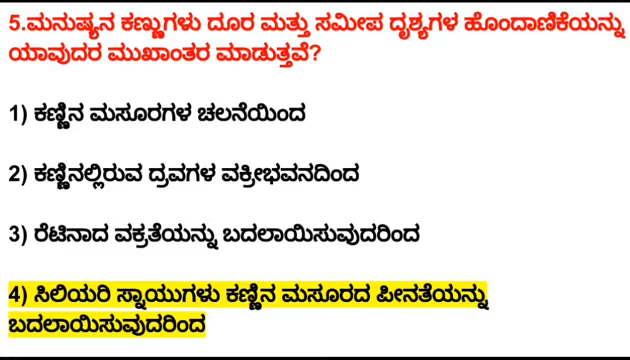 5.ಮನುಷ್ಯನ ಕಣ್ಣುಗಳು ದೂರ ಮತ್ತು ಸಮೀಪ ದೃಶ್ಯಗಳ ಹೊಂದಾಣಿಕೆಯನ್ನು
ಯಾವುದರ ಮುಖಾಂತರ ಮಾಡುತ್ತವೆ?
1) ಕಣ್ಣಿನ ಮಸೂರಗಳ ಚಲನೆಯಿಂದ
2) ಕಣ್ಣಿನಲ್ಲಿರುವ ದ್ರವಗಳ ವಕ್ರೀಭವನದಿಂದ
3) ರೆಟಿನಾದ ವಕ್ರತೆಯನ್ನು ಬದಲಾಯಿಸುವುದರಿಂದ
4) ಸಿಲಿಯರಿ ಸ್ನಾಯುಗಳು ಕಣ್ಣಿನ ಮಸೂರದ ಪೀನತೆಯನ್ನು
ಬದಲಾಯಿಸುವುದರಿಂದ